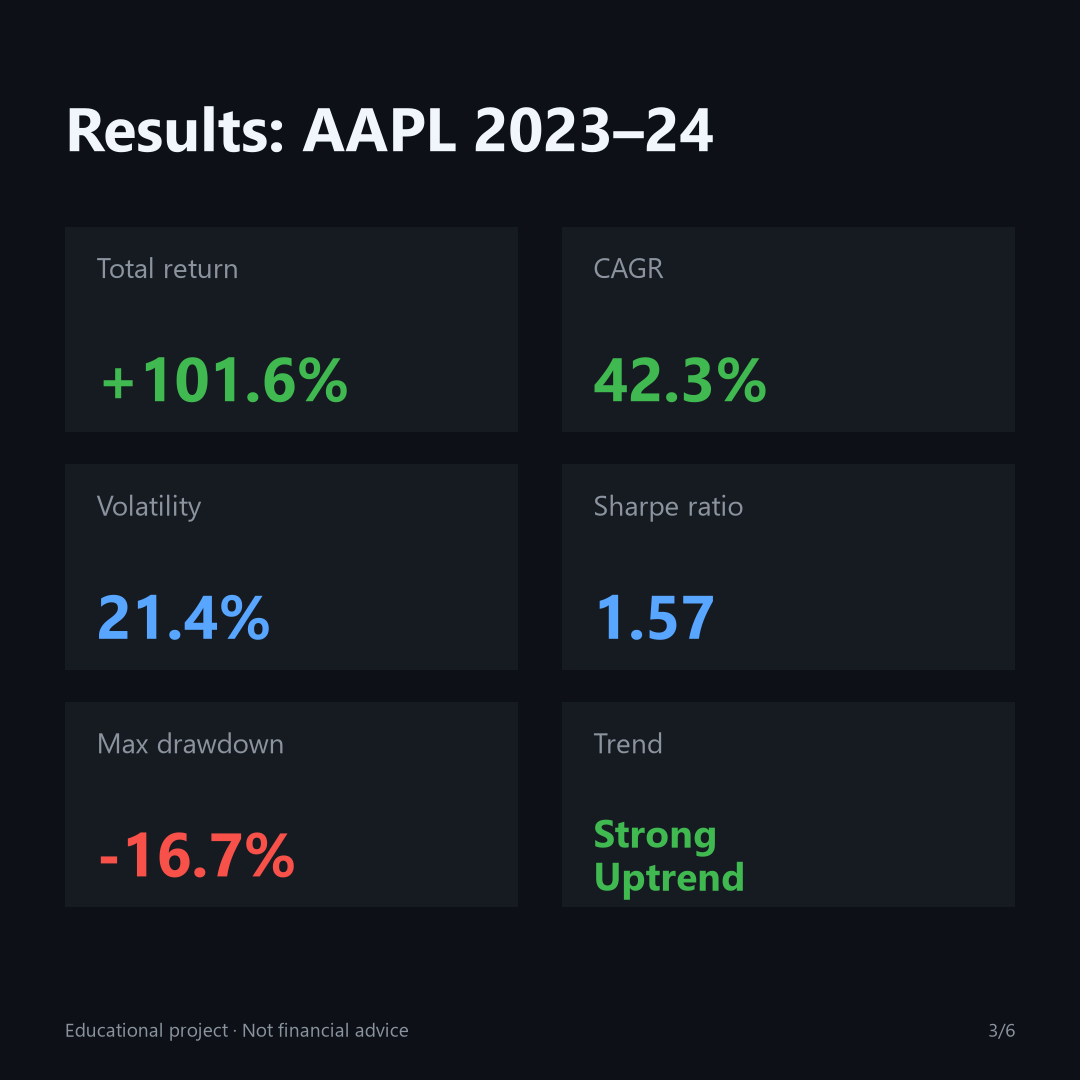 Results: AAPL 2023–24
Total return
+101.6%
CAGR
42.3%
Volatility
21.4%
Sharpe ratio
1.57
Max drawdown
-16.7%
Trend
Strong
Uptrend
Educational project · Not financial advice
3/6